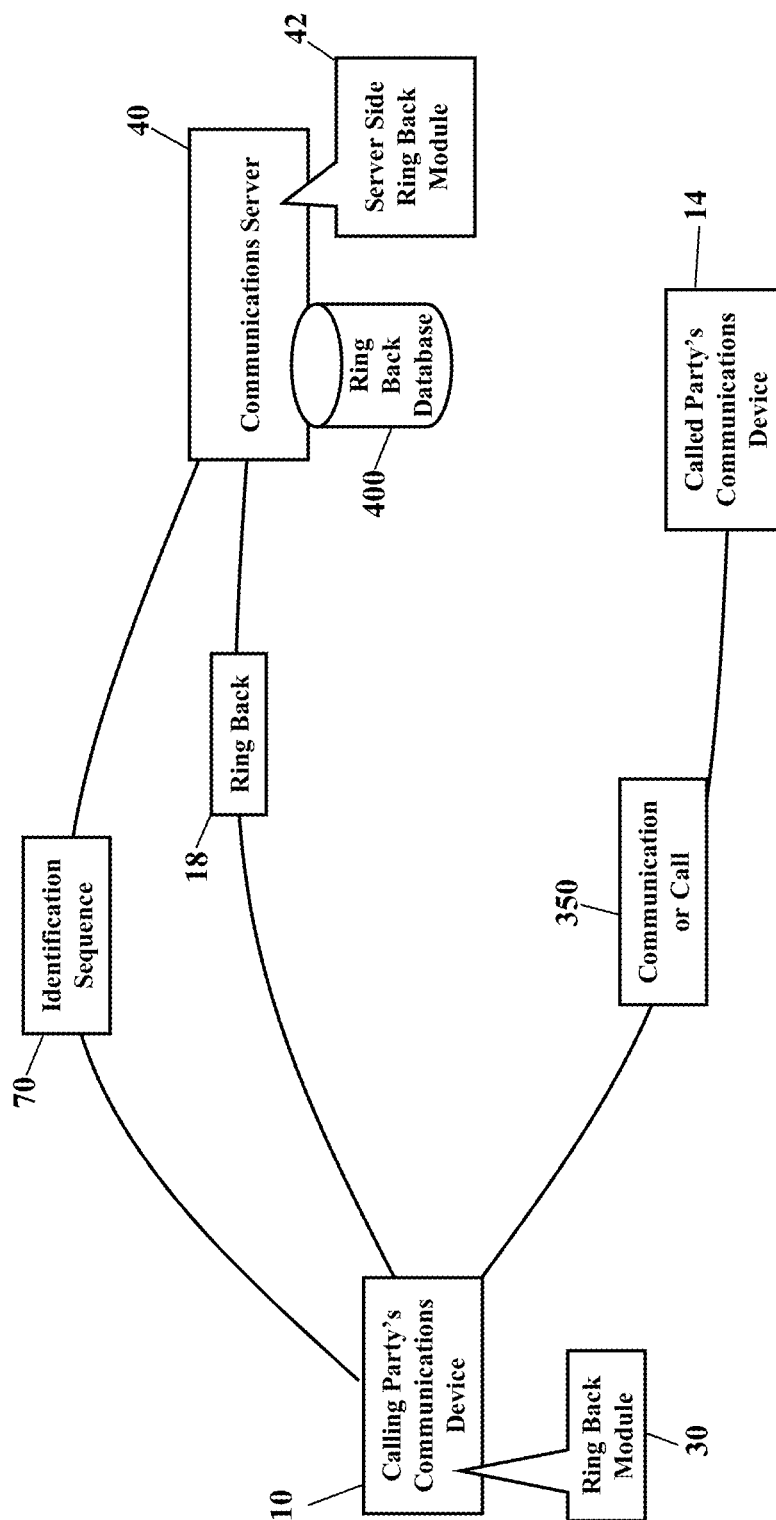 40
Communications Server
42
Server Side
Ring Back
Module
Ring
Back
Database
400
70
Identification
Sequence
18
Ring Back
10
Calling Party’s
Communications
Device
Ring Back
Module
30
350
Communication
or Call
14
Called Party’s
Communications
Device